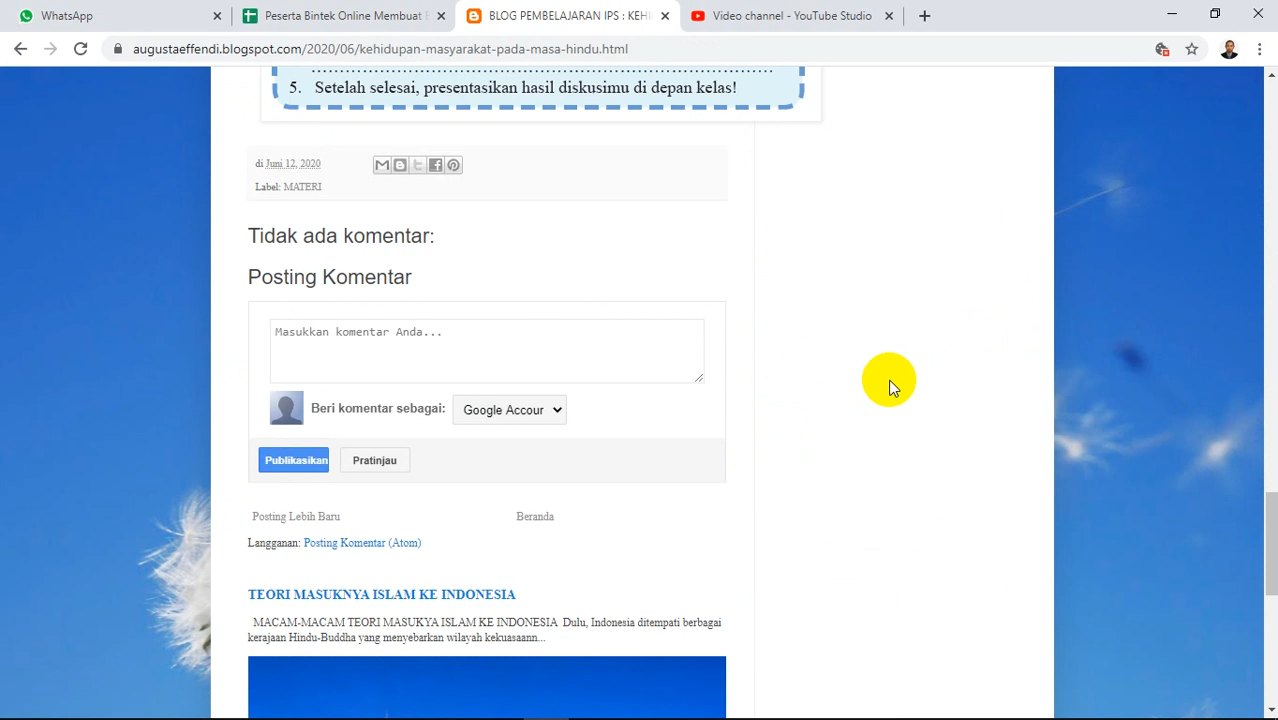 WhatsApp
Peserta Bintek Online Membuat E
BLOG PEMBELAJARAN IPS : KEHI
Video channel - YouTube Studio
augustaeffendi.blogspot.com/2020/06/kehidupan-masyarakat-pada-masa-hindu.html
5. Setelah selesai, presentasikan hasil diskusimu di depan kelas!
di Juni 12, 2020
Label: MATERI
Tidak ada komentar:
Posting Komentar
Masukkan komentar Anda...
Beri komentar sebagai:
Google Accour
Publikasikan
Pratinjau
Posting Lebih Baru
Beranda
Langganan: Posting Komentar (Atom)
TEORI MASUKNYA ISLAM KE INDONESIA
MACAM-MACAM TEORI MASUKYA ISLAM KE INDONESIA Dulu, Indonesia ditempati berbagai
kerajaan Hindu-Buddha yang menyebarkan wilayah kekuasaann...